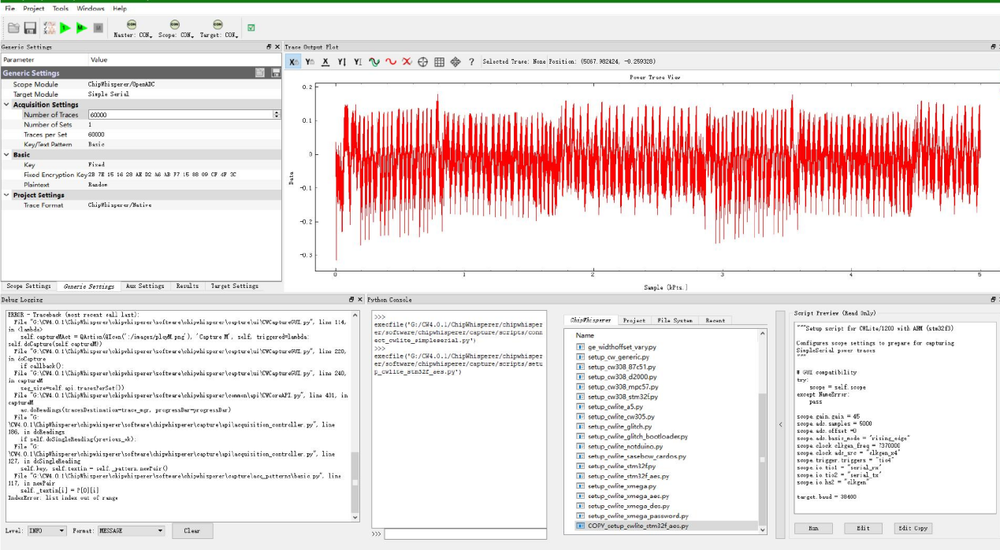 File Project Tools Windows Help
Master: CON. Scope: CON. Target: CON.
Generic Settings
Parameter Value
Generic Settings
Scope Module ChipWhisperer/OpenADC
Target Module Simple Serial
Acquisition Settings
Number of Traces 60000
Number of Sets 1
Traces per Set 60000
Key/Text Pattern Basic
Basic
Key Fixed
Fixed Encryption Key 2B 7E 15 16 28 AE D2 A6 AB F7 15 88 09 CF 4F 3C
Plaintext Random
Project Settings
Trace Format ChipWhisperer/Native
Scope Settings Generic Settings Aux Settings Results Target Settings
Trace Output Plot
Selected Trace: None Position: (5067.982424, -0.259328)
Power Trace View
0.2
0.1
0
-0.1
-0.2
-0.3
Data
0 1 2 3 4 5
Sample (kPts.)
Debug Logging
ERROR - Traceback (most recent call last):
File "G:\CW4.0.1\ChipWhisperer\chipwhisperer\software\chipwhisperer\capture\ui\CWCaptureGUI.py", line 114,
in <lambda>
self.captureMAct = QAction(QIcon(':/images/playM.png'), 'Capture M', self, triggered=lambda:
self.doCapture(self.captureM))
File "G:\CW4.0.1\ChipWhisperer\chipwhisperer\software\chipwhisperer\capture\ui\CWCaptureGUI.py", line 220,
in doCapture
if callback():
File "G:\CW4.0.1\ChipWhisperer\chipwhisperer\software\chipwhisperer\capture\ui\CWCaptureGUI.py", line 240,
in captureM
seg_size=self.api.tracesPerSet())
File "G:\CW4.0.1\ChipWhisperer\chipwhisperer\software\chipwhisperer\common\api\CWCoreAPI.py", line 401, in
captureM
ac.doReadings(tracesDestination=trace_mgr, progressBar=progressBar)
File "G:
\CW4.0.1\ChipWhisperer\chipwhisperer\software\chipwhisperer\capture\api\acquisition_controller.py", line
186, in doReadings
if self.doSingleReading(previous_ok):
File "G:
\CW4.0.1\ChipWhisperer\chipwhisperer\software\chipwhisperer\capture\api\acquisition_controller.py", line
127, in doSingleReading
self.key, self.textin = self._pattern.newPair()
File "G:\CW4.0.1\ChipWhisperer\chipwhisperer\software\chipwhisperer\capture\acq_patterns\basic.py", line
117, in newPair
self._textin[i] = P[0][i]
IndexError: list index out of range
Level: INFO Format: MESSAGE Clear
Python Console
>>>
execfile('G:/CW4.0.1/ChipWhisperer/chipwhisper
er/software/chipwhisperer/capture/scripts/conn
ect_cwlite_simpleserial.py')
>>>
execfile('G:/CW4.0.1/ChipWhisperer/chipwhisper
er/software/chipwhisperer/capture/scripts/setu
p_cwlite_stm32f_aes.py')
>>>
ChipWhisperer Project File System Recent
Name
ge_widthoffset_vary.py
setup_cw_generic.py
setup_cw308_87c51.py
setup_cw308_d2000.py
setup_cw308_mpc57.py
setup_cw308_stm32f.py
setup_cwlite_a5.py
setup_cwlite_cw305.py
setup_cwlite_glitch.py
setup_cwlite_glitch_bootloader.py
setup_cwlite_notduino.py
setup_cwlite_sasebow_cardos.py
setup_cwlite_stm32f.py
setup_cwlite_stm32f_aes.py
setup_cwlite_xmega.py
setup_cwlite_xmega_aes.py
setup_cwlite_xmega_des.py
setup_cwlite_xmega_password.py
COPY_setup_cwlite_stm32f_aes.py
Script Preview (Read Only)
"""Setup script for CWLite/1200 with ARM (stm32f3)
Configures scope settings to prepare for capturing
SimpleSerial power traces
"""
# GUI compatibility
try:
scope = self.scope
except NameError:
pass
scope.gain.gain = 45
scope.adc.samples = 5000
scope.adc.offset =0
scope.adc.basic_mode = "rising_edge"
scope.clock.clkgen_freq = 7370000
scope.clock.adc_src = "clkgen_x4"
scope.trigger.triggers = "tio4"
scope.io.tio1 = "serial_rx"
scope.io.tio2 = "serial_tx"
scope.io.hs2 = "clkgen"
target.baud = 38400
Run Edit Edit Copy